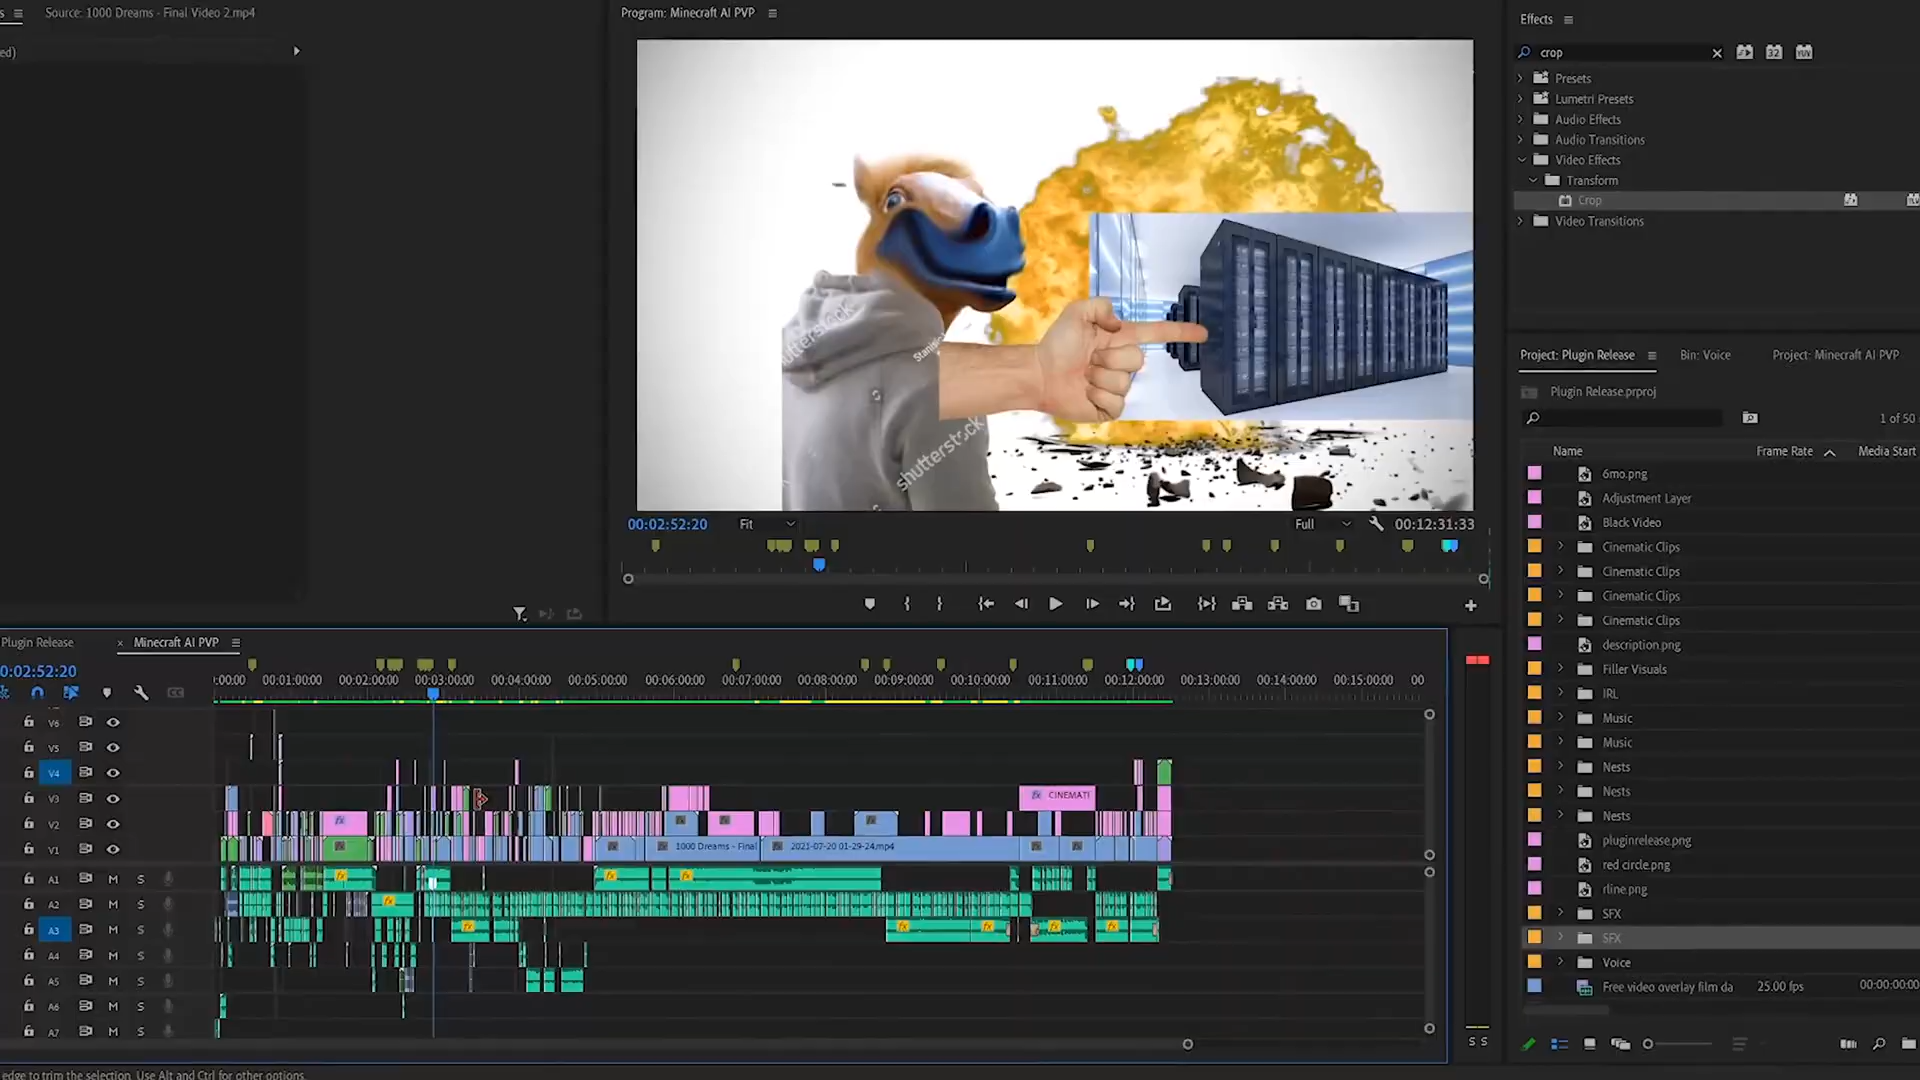 Source: 1000 Dreams - Final Video 2.mp4
ed)
Program: Minecraft AI PVP
shutterstock
shutterstock
00:02:52:20
Fit
Full
00:12:31:33
Effects
crop
32
YUV
Presets
Lumetri Presets
Audio Effects
Audio Transitions
Video Effects
Transform
Crop
Video Transitions
Project: Plugin Release
Bin: Voice
Project: Minecraft AI PVP
Plugin Release.prproj
1 of 50
Name
Frame Rate
Media Start
6mo.png
Adjustment Layer
Black Video
Cinematic Clips
Cinematic Clips
Cinematic Clips
Cinematic Clips
description.png
Filler Visuals
IRL
Music
Music
Nests
Nests
Nests
pluginrelease.png
red circle.png
rline.png
SFX
SFX
Voice
Free video overlay film da
25.00 fps
00:00:00:00
Plugin Release
× Minecraft AI PVP
0:02:52:20
:00:00
00:01:00:00
00:02:00:00
00:03:00:00
00:04:00:00
00:05:00:00
00:06:00:00
00:07:00:00
00:08:00:00
00:09:00:00
00:10:00:00
00:11:00:00
00:12:00:00
00:13:00:00
00:14:00:00
00:15:00:00
00
V6
V5
V4
V3
fx CINEMATI
V2
V1
1000 Dreams - Final
2021-07-20 01-29-24.mp4
A1 M S
A2 M S
A3 M S
A4 M S
A5 M S
A6 M S
A7 M S
S S
edge to trim the selection. Use Alt and Ctrl for other options.